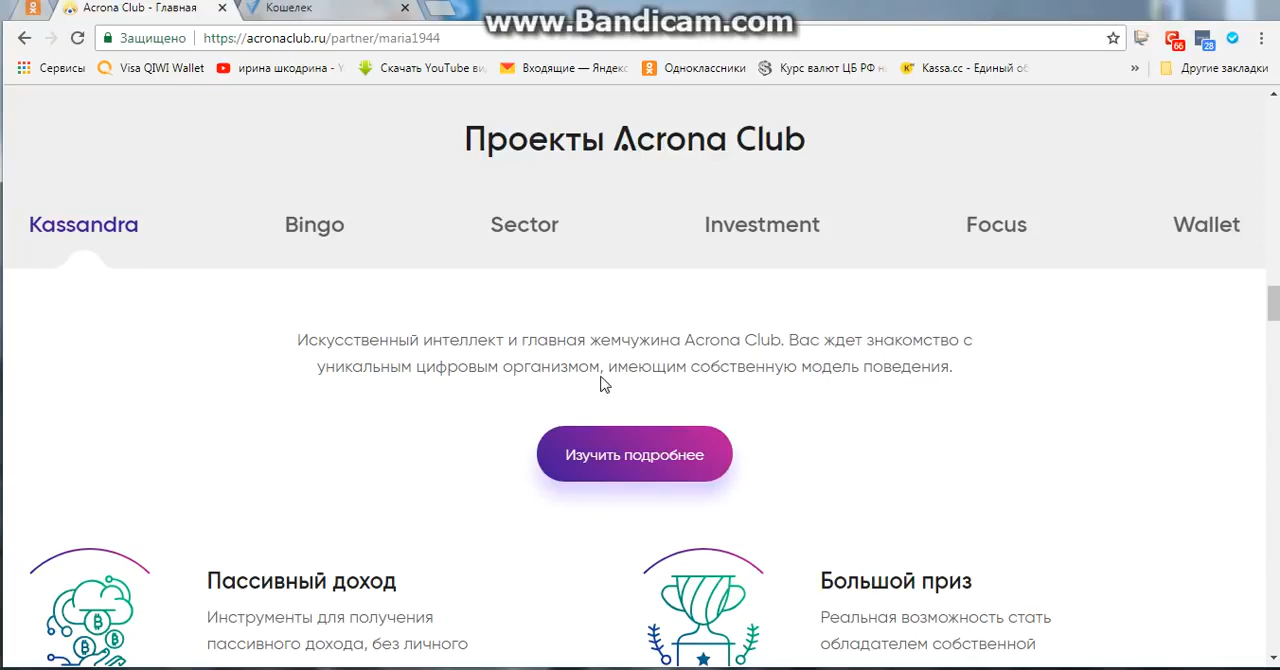 www.Bandicam.com
Acrona Club - Главная
Кошелек
Защищено
https://acronaclub.ru/partner/maria1944
66
28
Сервисы
Visa QIWI Wallet
ирина шкодрина - Y
Скачать YouTube ви
Входящие — Яндекс
Одноклассники
Курс валют ЦБ РФ н
Kassa.cc - Единый об
»
Другие закладки
Проекты Acrona Club
Kassandra
Bingo
Sector
Investment
Focus
Wallet
Искусственный интеллект и главная жемчужина Acrona Club. Вас ждет знакомство с
уникальным цифровым организмом, имеющим собственную модель поведения.
Изучить подробнее
Пассивный доход
Инструменты для получения
пассивного дохода, без личного
Большой приз
Реальная возможность стать
обладателем собственной